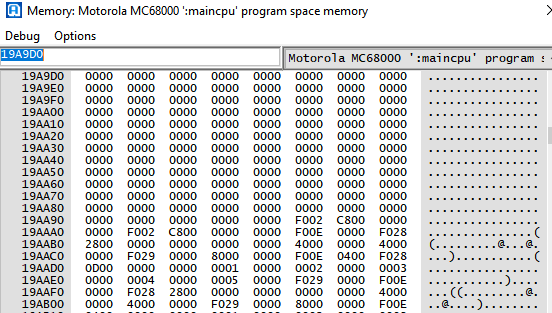 Memory: Motorola MC68000 ':maincpu' program space memory
Debug Options
19A9D0 Motorola MC68000 ':maincpu' program s
19A9D0 0000 0000 0000 0000 0000 0000 0000 0000 ................
19A9E0 0000 0000 0000 0000 0000 0000 0000 0000 ................
19A9F0 0000 0000 0000 0000 0000 0000 0000 0000 ................
19AA00 0000 0000 0000 0000 0000 0000 0000 0000 ................
19AA10 0000 0000 0000 0000 0000 0000 0000 0000 ................
19AA20 0000 0000 0000 0000 0000 0000 0000 0000 ................
19AA30 0000 0000 0000 0000 0000 0000 0000 0000 ................
19AA40 0000 0000 0000 0000 0000 0000 0000 0000 ................
19AA50 0000 0000 0000 0000 0000 0000 0000 0000 ................
19AA60 0000 0000 0000 0000 0000 0000 0000 0000 ................
19AA70 0000 0000 0000 0000 0000 0000 0000 0000 ................
19AA80 0000 0000 0000 0000 0000 0000 0000 0000 ................
19AA90 0000 0000 0000 0000 0000 F002 C800 0000 ................
19AAA0 0000 F002 C800 0000 0000 F00E 0000 F028 ...............(
19AAB0 2800 0000 0000 0000 0000 4000 0000 4000 (.........@...@.
19AAC0 0000 F029 0000 8000 0000 F00E 0400 F028 ...)...........(
19AAD0 0D00 0000 0000 0001 0000 0002 0000 0003 ................
19AAE0 0000 0004 0000 0005 0000 F029 0000 0000 .............)..
19AAF0 0000 F028 2800 0000 0000 0000 0000 4000 ...((.........@.
19AB00 0000 4000 0000 F029 0000 8000 0000 F00E ..@....)........